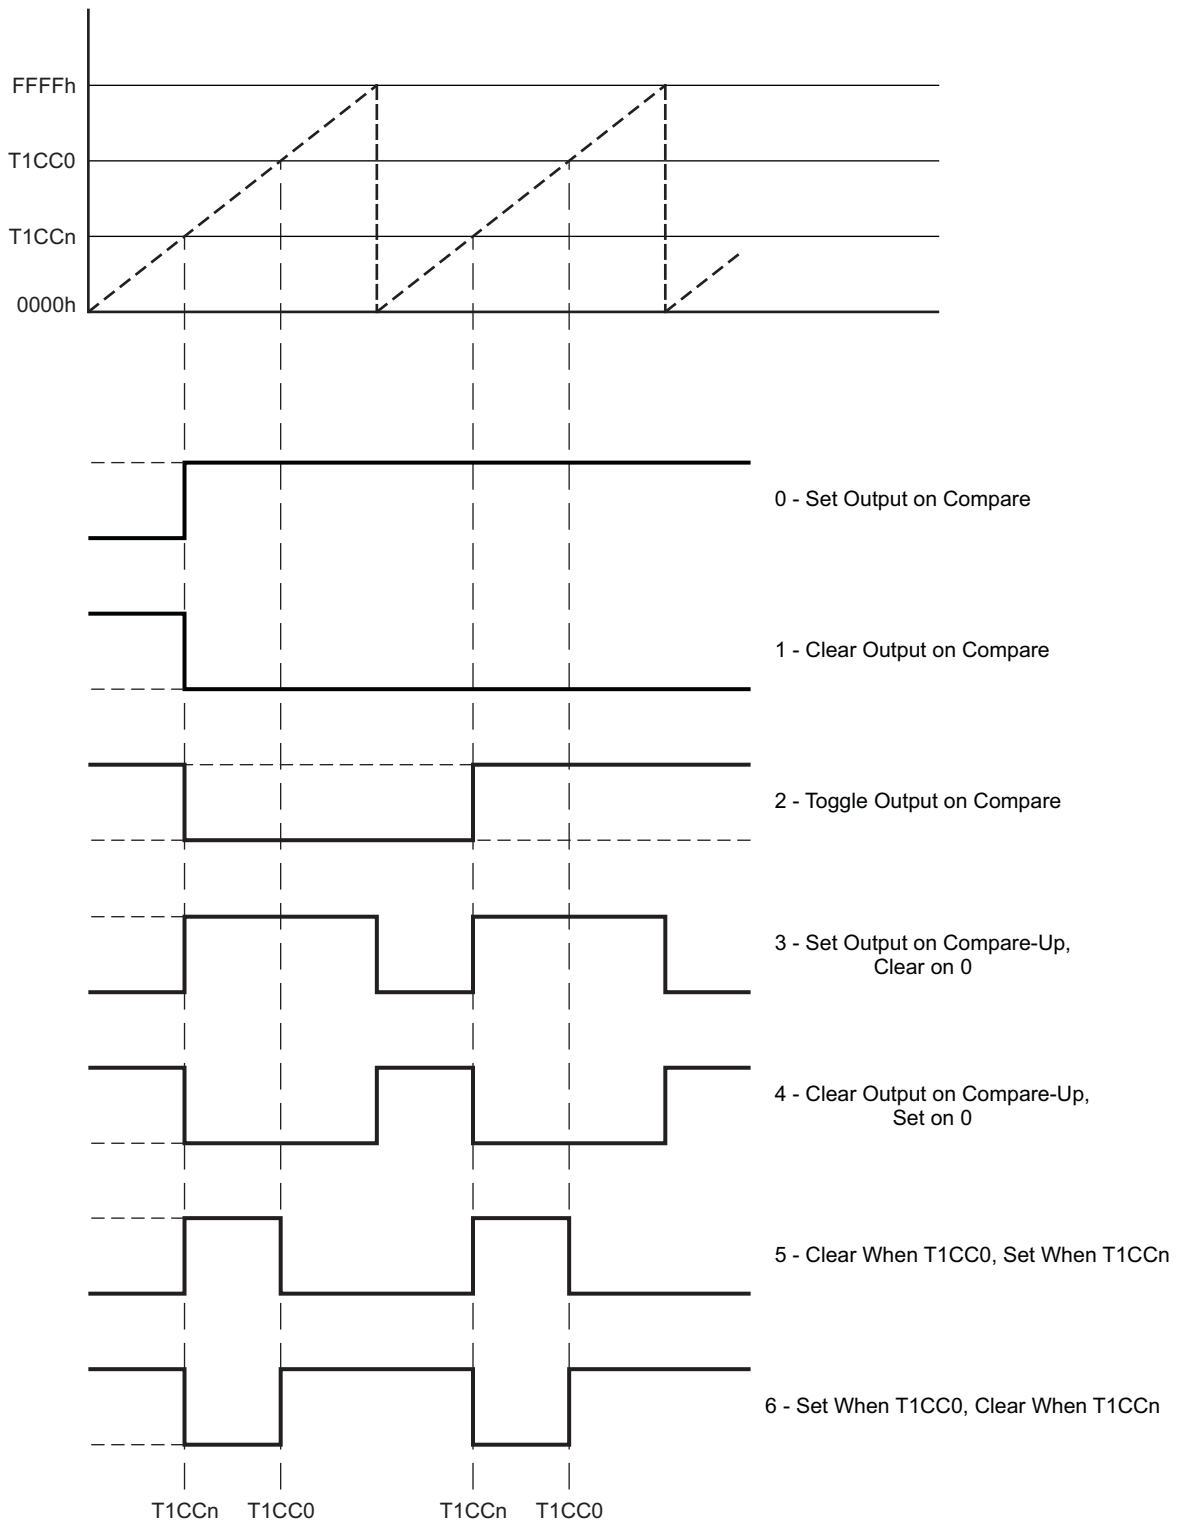 FFFFh
T1CC0
T1CCn
0000h
0 - Set Output on Compare
1 - Clear Output on Compare
2 - Toggle Output on Compare
3 - Set Output on Compare-Up,
Clear on 0
4 - Clear Output on Compare-Up,
Set on 0
5 - Clear When T1CC0, Set When T1CCn
6 - Set When T1CC0, Clear When T1CCn
T1CCn T1CC0 T1CCn T1CC0